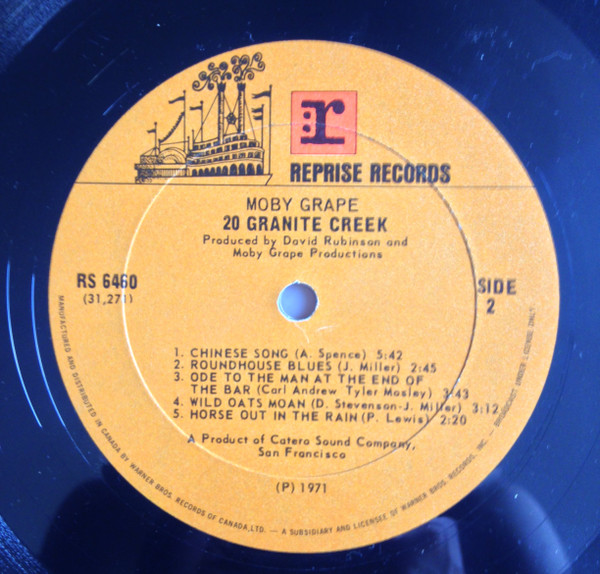 r:
REPRISE RECORDS
MOBY GRAPE
20 GRANITE CREEK
Produced by David Rubinson and
Moby Grape Productions
RS 6460
(31,271)
SIDE
2
1. CHINESE SONG (A. Spence) 5:42
2. ROUNDHOUSE BLUES (J. Miller) 2:45
3. ODE TO THE MAN AT THE END OF
THE BAR (Carl Andrew Tyler Mosley) 3:43
4. WILD OATS MOAN (D. Stevenson-J. Miller) 3:12
5. HORSE OUT IN THE RAIN (P. Lewis) 2:20
A Product of Catero Sound Company,
San Francisco
(P) 1971
MANUFACTURED AND DISTRIBUTED IN CANADA BY WARNER BROS. RECORDS OF CANADA, LTD. — A SUBSIDIARY AND LICENSEE OF WARNER BROS. RECORDS, INC. — BROADCAST UNDER LICENSE ONLY